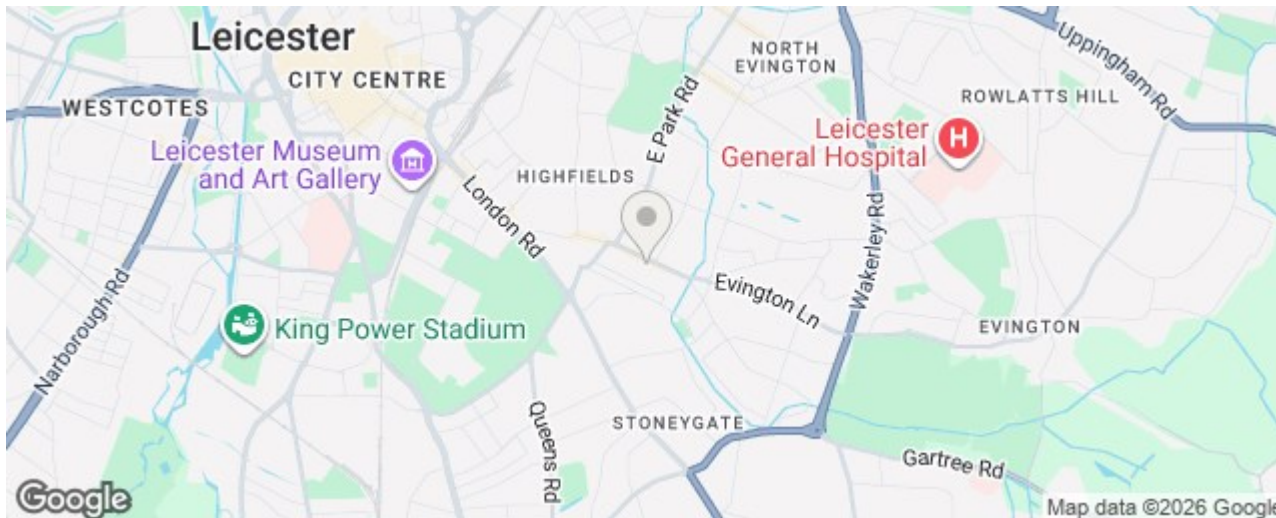 Leicester
CITY CENTRE
WESTCOTES
Leicester Museum
and Art Gallery
HIGHFIELDS
London Rd
E Park Rd
NORTH
EVINGTON
Uppingham Rd
ROWLATTS HILL
Leicester
General Hospital
H
Wakerley Rd
Evington Ln
EVINGTON
Narborough Rd
King Power Stadium
Queens Rd
STONEYGATE
Gartree Rd
Google
Map data ©2026 Google